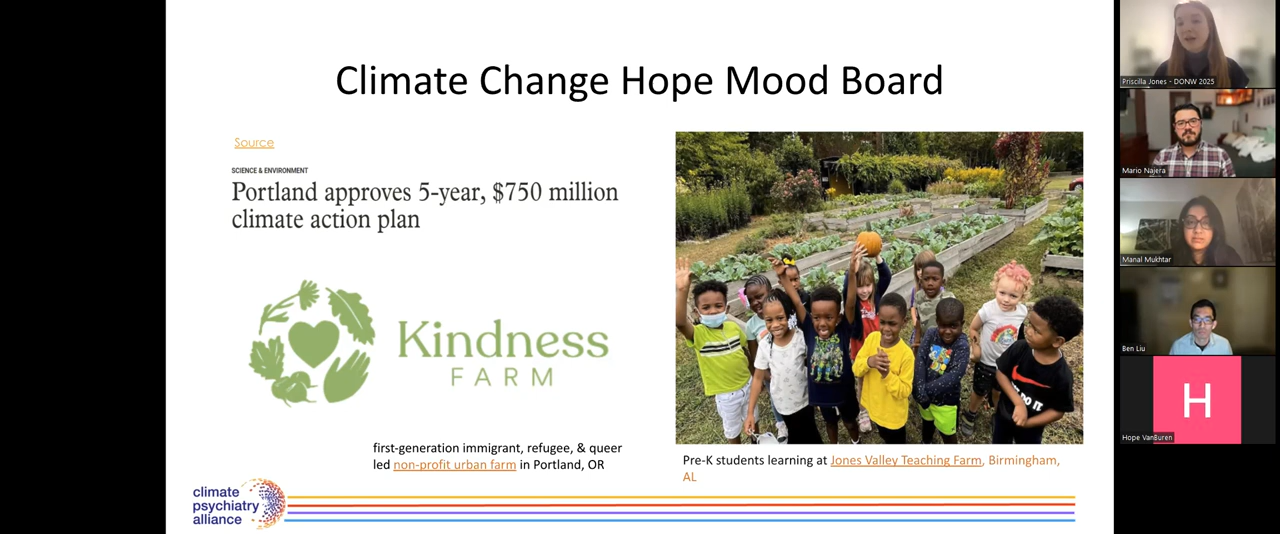 Climate Change Hope Mood Board
Source
SCIENCE & ENVIRONMENT
Portland approves 5-year, $750 million
climate action plan
Kindness
FARM
first-generation immigrant, refugee, & queer
led non-profit urban farm in Portland, OR
Pre-K students learning at Jones Valley Teaching Farm, Birmingham,
AL
climate
psychiatry
alliance
Priscilla Jones - DONW 2025
Mario Najera
Manal Mukhtar
Ben Liu
H
Hope VanBuren